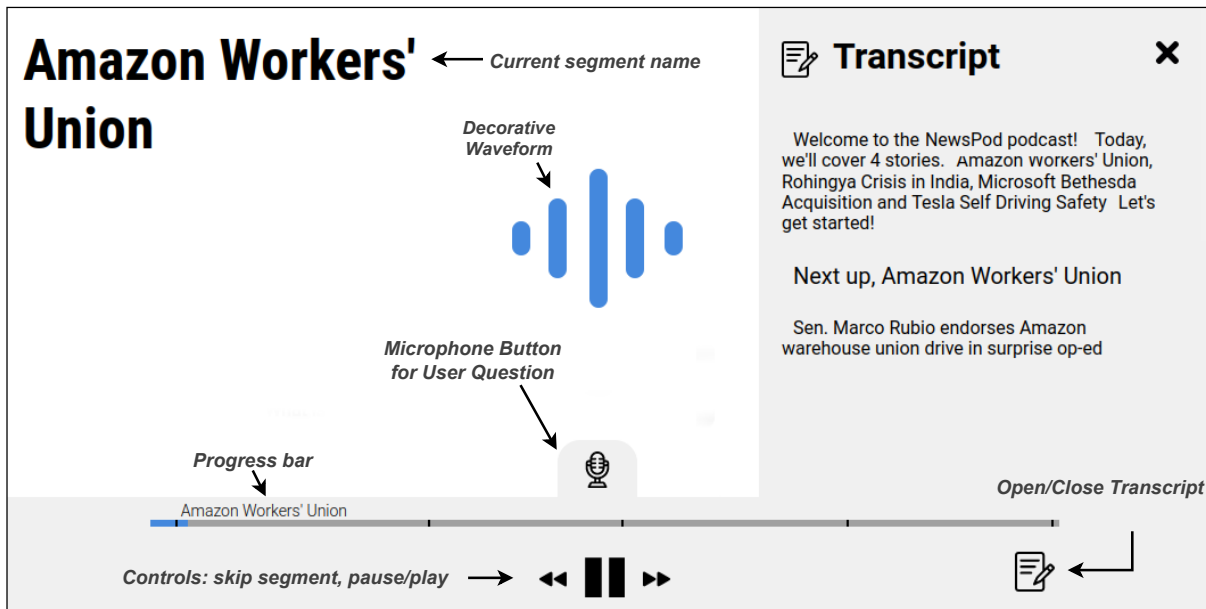 Amazon Workers'
Union
Current segment name
Decorative
Waveform
Microphone Button
for User Question
Progress bar
Amazon Workers' Union
Controls: skip segment, pause/play
Transcript
Welcome to the NewsPod podcast! Today,
we'll cover 4 stories. Amazon Workers' Union,
Rohingya Crisis in India, Microsoft Bethesda
Acquisition and Tesla Self Driving Safety Let's
get started!
Next up, Amazon Workers' Union
Sen. Marco Rubio endorses Amazon
warehouse union drive in surprise op-ed
Open/Close Transcript